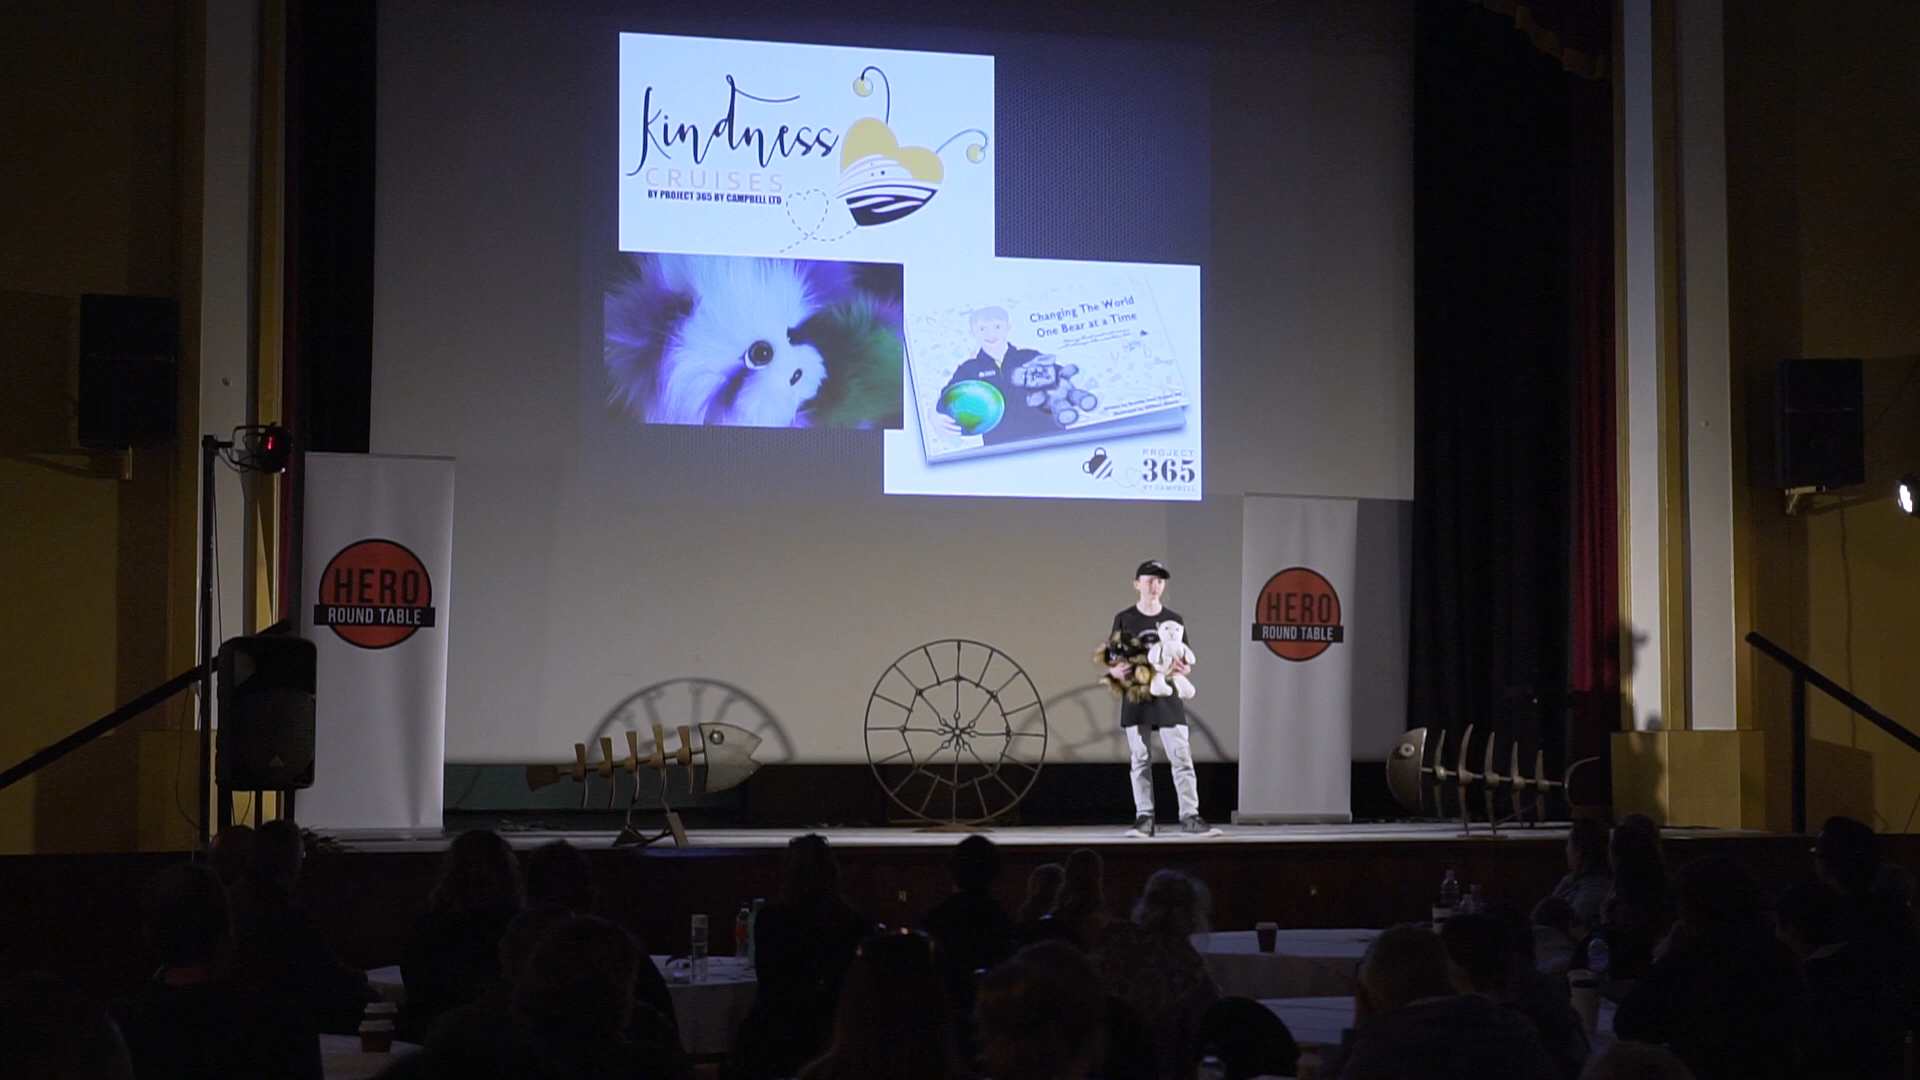 Kindness
CRUISES
BY PROJECT 365 BY CAMPBELL LTD
Changing The World
One Bear at a Time
PROJECT
365
BY CAMPBELL
HERO
ROUND TABLE
HERO
ROUND TABLE